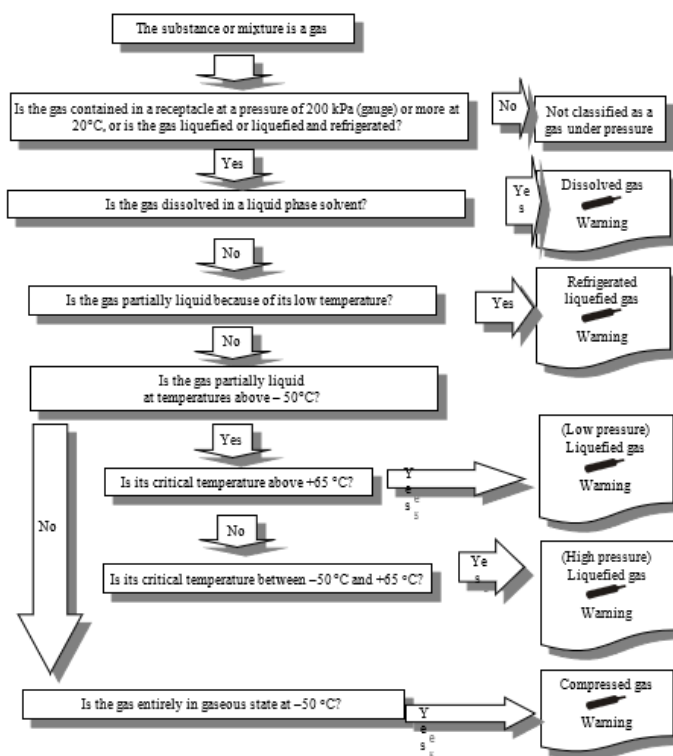 The substance or mixture is a gas
Is the gas contained in a receptacle at a pressure of 200 kPa (gauge) or more at
20°C, or is the gas liquefied or liquefied and refrigerated?
No
Not classified as a
gas under pressure
Yes
Is the gas dissolved in a liquid phase solvent?
Ye
s
Dissolved gas
Warning
No
Is the gas partially liquid because of its low temperature?
Yes
Refrigerated
liquefied gas
Warning
No
Is the gas partially liquid
at temperatures above – 50°C?
Yes
(Low pressure)
Liquefied gas
Warning
Is its critical temperature above +65 °C?
Y
e
s
e
s
No
No
(High pressure)
Liquefied gas
Warning
Is its critical temperature between –50 °C and +65 °C?
Ye
s
Compressed gas
Warning
Is the gas entirely in gaseous state at –50 °C?
Y
e
s
e
s